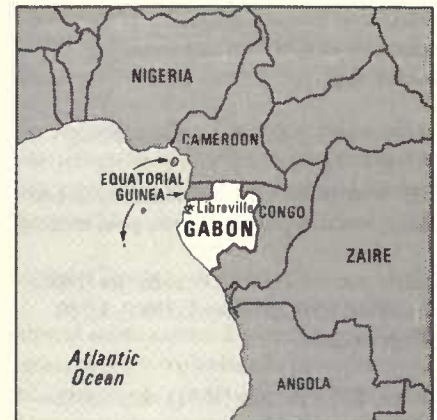 NIGERIA
CAMEROON
EQUATORIAL
GUINEA
Libreville
CONGO
GABON
ZAIRE
Atlantic
Ocean
ANGOLA